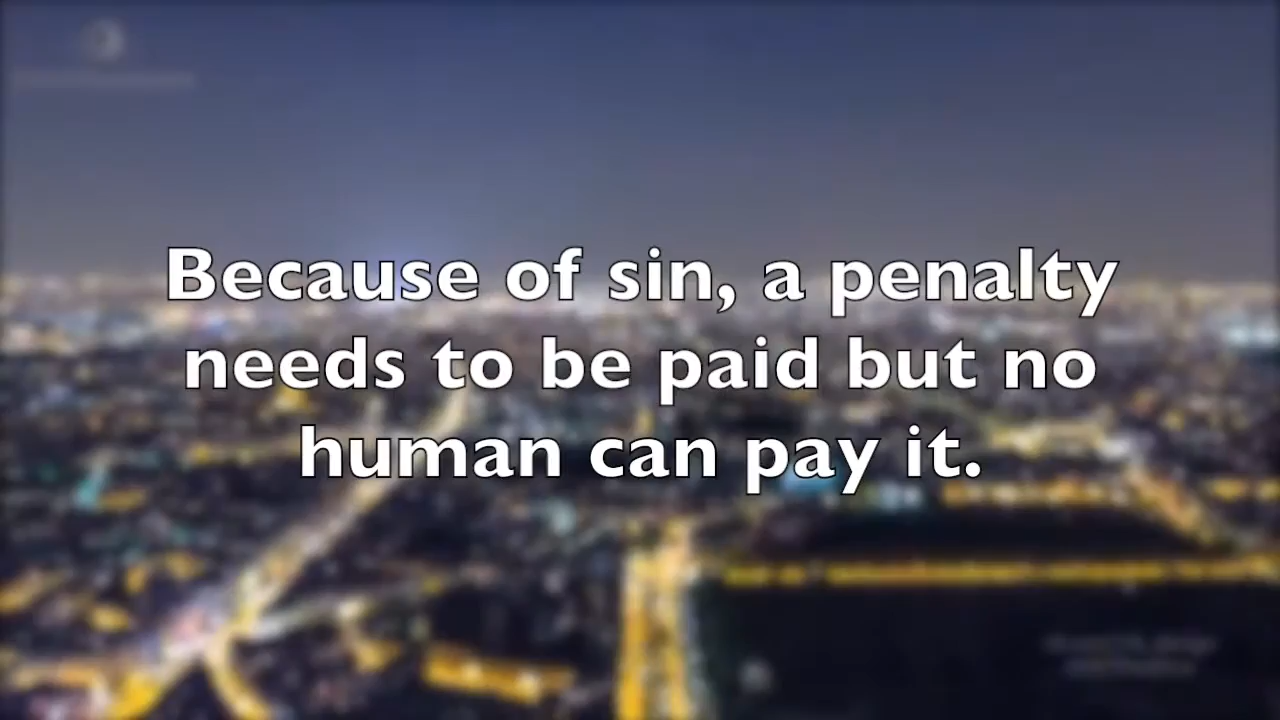 Because of sin, a penalty
needs to be paid but no
human can pay it.